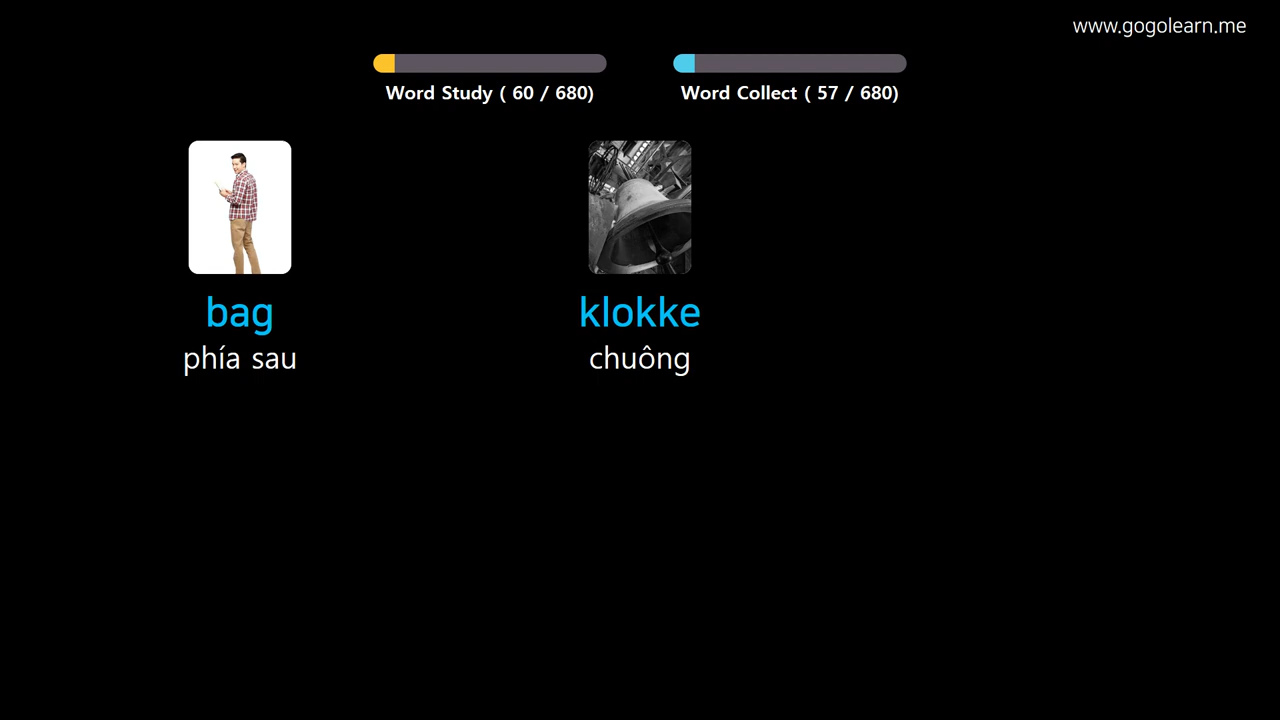 www.gogolearn.me
Word Study ( 60 / 680)
Word Collect ( 57 / 680)
bag
phía sau
klokke
chuông